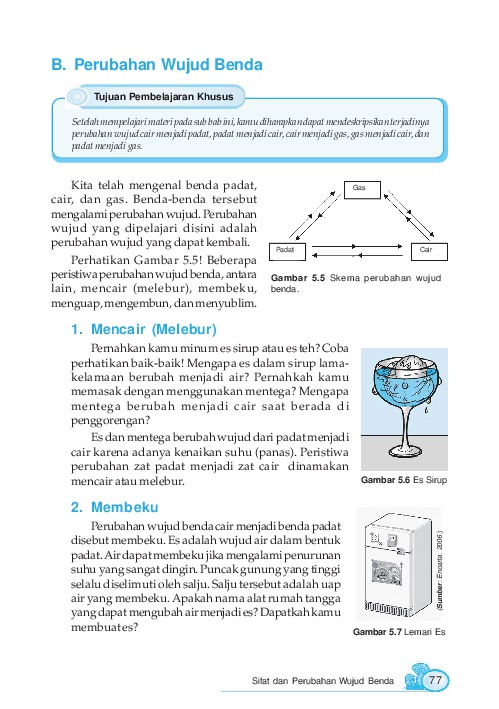 B. Perubahan Wujud Benda
Tujuan Pembelajaran Khusus
Setelah mempelajari materi pada sub bab ini, kamu diharapkan dapat mendeskripsikan terjadinya
perubahan wujud cair menjadi padat, padat menjadi cair, cair menjadi gas, gas menjadi cair, dan
padat menjadi gas.
Kita telah mengenal benda padat,
cair, dan gas. Benda-benda tersebut
mengalami perubahan wujud. Perubahan
wujud yang dipelajari disini adalah
perubahan wujud yang dapat kembali.
Perhatikan Gambar 5.5! Beberapa
peristiwa perubahan wujud benda, antara
lain, mencair (melebur), membeku,
menguap, mengembun, dan menyublim.
Gas
Padat
Cair
Gambar 5.5 Skema perubahan wujud
benda.
1. Mencair (Melebur)
Pernahkan kamu minum es sirup atau es teh? Coba
perhatikan baik-baik! Mengapa es dalam sirup lama-
kelamaan berubah menjadi air? Pernahkah kamu
memasak dengan menggunakan mentega? Mengapa
mentega berubah menjadi cair saat berada di
penggorengan?
Es dan mentega berubah wujud dari padat menjadi
cair karena adanya kenaikan suhu (panas). Peristiwa
perubahan zat padat menjadi zat cair dinamakan
mencair atau melebur.
Gambar 5.6 Es Sirup
2. Membeku
Perubahan wujud benda cair menjadi benda padat
disebut membeku. Es adalah wujud air dalam bentuk
padat. Air dapat membeku jika mengalami penurunan
suhu yang sangat dingin. Puncak gunung yang tinggi
selalu diselimuti oleh salju. Salju tersebut adalah uap
air yang membeku. Apakah nama alat rumah tangga
yang dapat mengubah air menjadi es? Dapatkah kamu
membuat es?
(Sumber: Encarta, 2006.)
Gambar 5.7 Lemari Es
Sifat dan Perubahan Wujud Benda 77